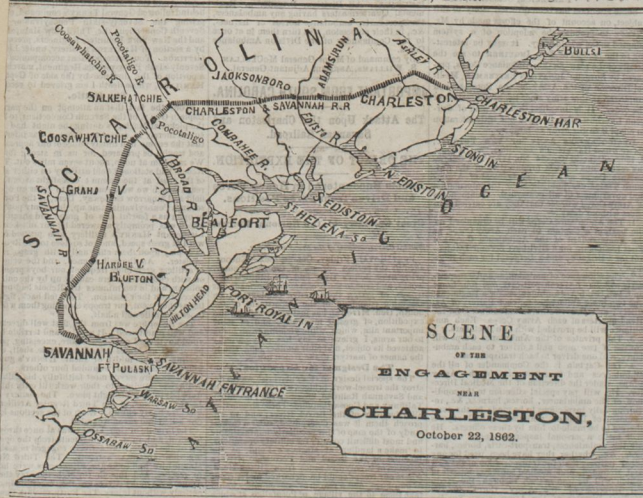 SOUTH CAROLINA
ATLANTIC OCEAN
Coosawhatchie R.
Pocotaligo R
JACKSONBORO
ADAMSRUN
ASHLEY R
BULLS I
SALKEHATCHIE
CHARLESTON
SAVANNAH R.R
CHARLESTON
CHARLESTON HAR
Pocotaligo
COOSAWHATCHIE
COMBAHEE R.
EDISTO R
STONO IN
N EDISTO IN
BROAD R
GRAHA V
SAVANNAH R
S. EDISTO IN
ST HELENA SO
BEAUFORT
HARDEE V.
BLUFTON
HILTON HEAD
PORT ROYAL IN
SAVANNAH
F PULASKI
SAVANNAH ENTRANCE
WARSAW SO
OSSABAW SO
SCENE
OF THE
ENGAGEMENT
NEAR
CHARLESTON,
October 22, 1862.